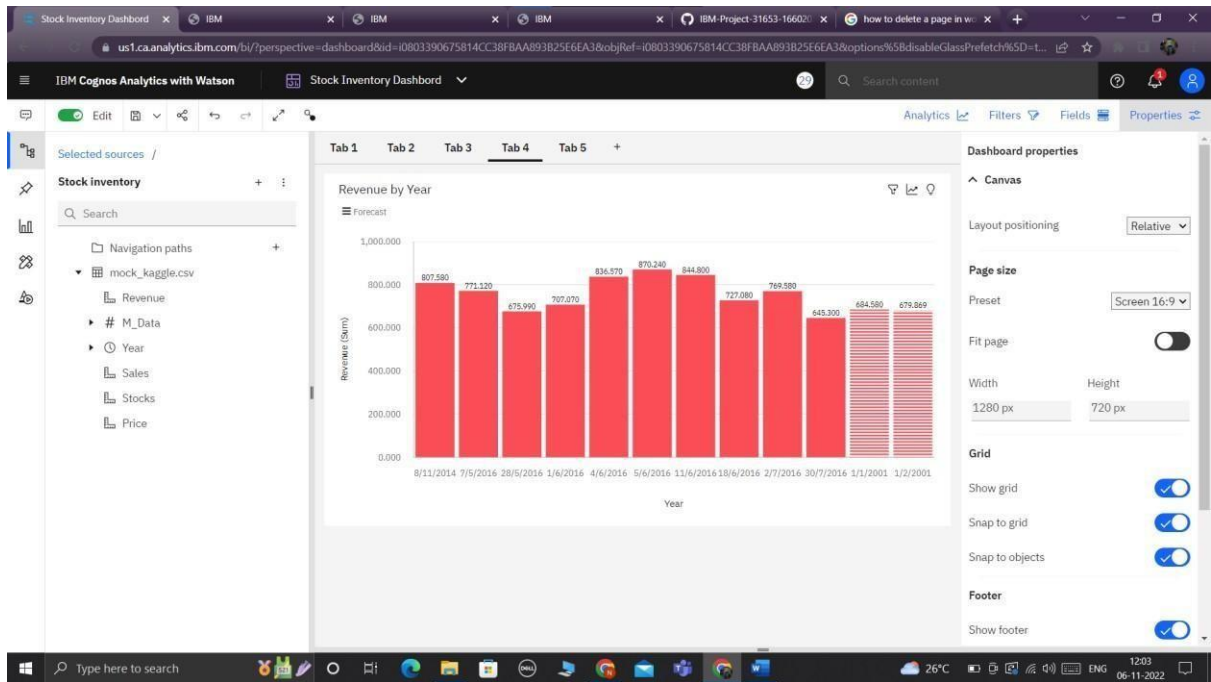 Stock Inventory Dashbord
IBM
IBM
IBM
IBM-Project-31653-166020
how to delete a page in wo
us1.ca.analytics.ibm.com/bi/?perspective=dashboard&id=i0803390675814CC38FBAA893B25E6EA3&objRef=i0803390675814CC38FBAA893B25E6EA3&options%5BdisableGlassPrefetch%5D=t...
IBM Cognos Analytics with Watson
Stock Inventory Dashbord
29
Search content
1
Edit
Analytics
Filters
Fields
Properties
Selected sources /
Stock inventory
Search
Navigation paths
mock_kaggle.csv
Revenue
# M_Data
Year
Sales
Stocks
Price
Tab 1 Tab 2 Tab 3 Tab 4 Tab 5 +
Revenue by Year
Forecast
1,000.000
800.000
600.000
400.000
200.000
0.000
Revenue (Sum)
807.580 771.120 675.990 707.070 836.570 870.240 844.800 727.080 769.580 645.300 684.580 679.869
8/11/2014 7/5/2016 28/5/2016 1/6/2016 4/6/2016 5/6/2016 11/6/2016 18/6/2016 2/7/2016 30/7/2016 1/1/2001 1/2/2001
Year
Dashboard properties
Canvas
Layout positioning Relative
Page size
Preset Screen 16:9
Fit page
Width Height
1280 px 720 px
Grid
Show grid
Snap to grid
Snap to objects
Footer
Show footer
Type here to search
DELL
26°C
ENG
12:03
06-11-2022